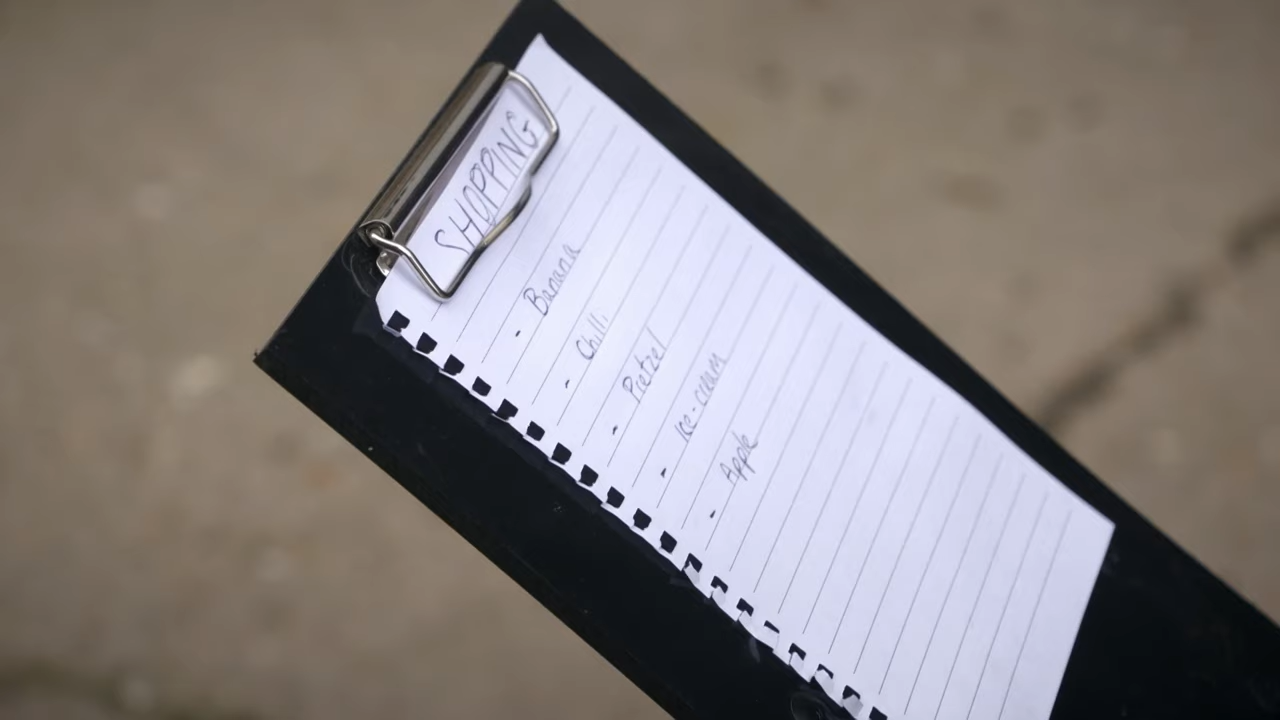 SHOPPING
- Banana
- Chilli
- Pretzel
- Ice-cream
- Apple